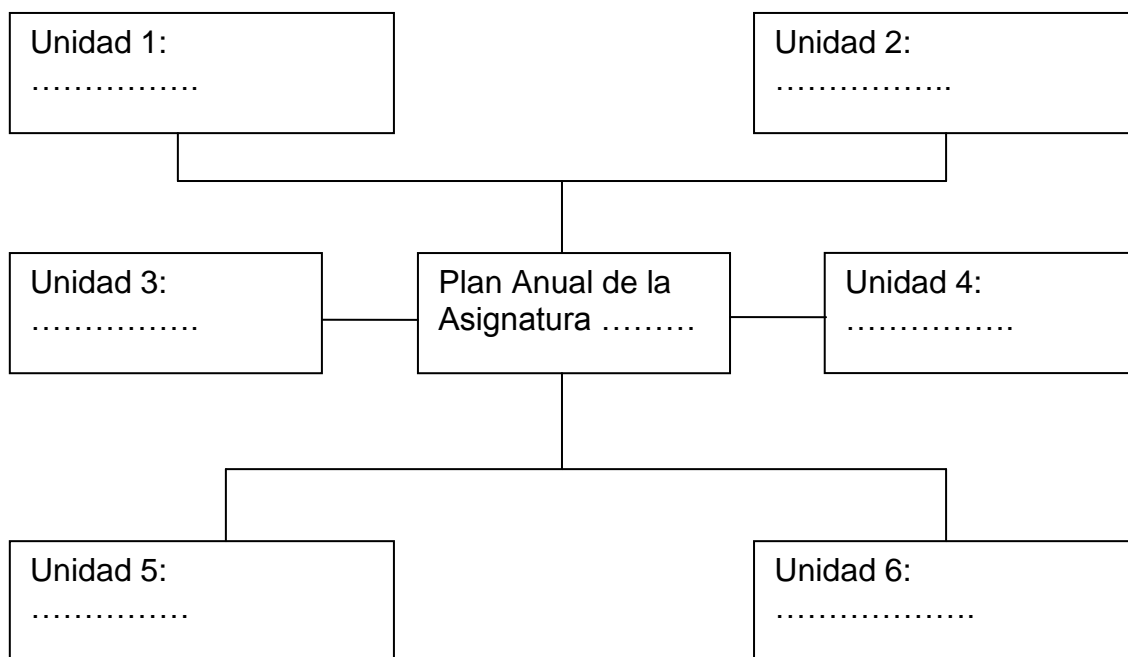 Unidad 1:
…………….
Unidad 2:
……………..
Unidad 3:
…………….
Plan Anual de la
Asignatura ………
Unidad 4:
…………….
Unidad 5:
……………
Unidad 6:
……………….